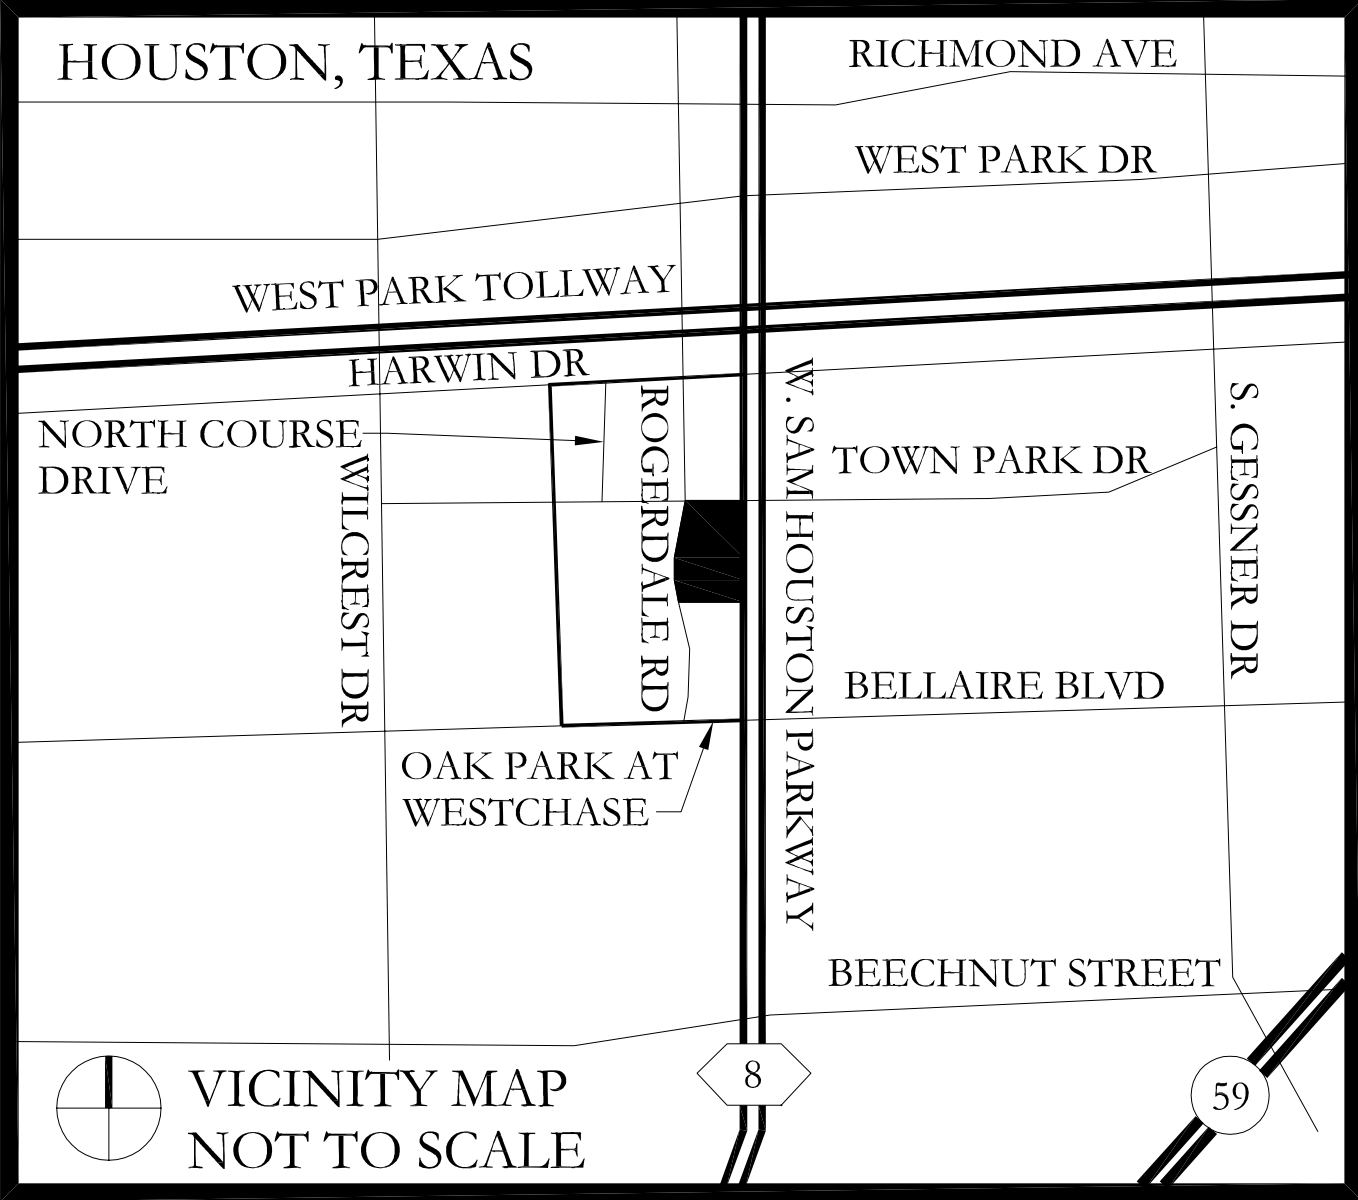 HOUSTON, TEXAS
RICHMOND AVE
WEST PARK DR
WEST PARK TOLLWAY
HARWIN DR
NORTH COURSE
DRIVE
WILCREST DR
ROGERDALE RD
W. SAM HOUSTON PARKWAY
TOWN PARK DR
S. GESSNER DR
BELLAIRE BLVD
OAK PARK AT
WESTCHASE
BEECHNUT STREET
8
59
VICINITY MAP
NOT TO SCALE